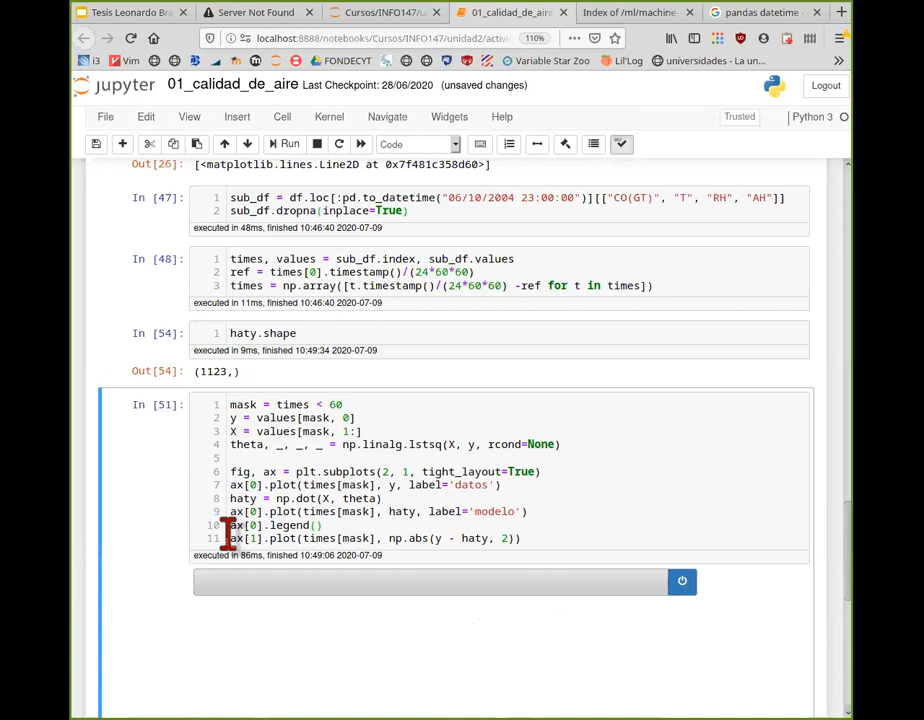 Tesis Leonardo Bra
Server Not Found
Cursos/INFO147/u
01_calidad_de_aire
Index of /ml/machine-
pandas datetime -
localhost:8888/notebooks/Cursos/INFO147/unidad2/activi
110%
i3
Vim
FONDECYT
Variable Star Zoo
Lil'Log
universidades - La un...
jupyter
01_calidad_de_aire Last Checkpoint: 28/06/2020 (unsaved changes)
Logout
File
Edit
View
Insert
Cell
Kernel
Navigate
Widgets
Help
Trusted
Python 3
Run
Code
Out[26]: [<matplotlib.lines.Line2D at 0x7f481c358d60>]
In [47]: 1 sub_df = df.loc[:pd.to_datetime("06/10/2004 23:00:00")][["CO(GT)", "T", "RH", "AH"]]
2 sub_df.dropna(inplace=True)
executed in 48ms, finished 10:46:40 2020-07-09
In [48]: 1 times, values = sub_df.index, sub_df.values
2 ref = times[0].timestamp()/(24*60*60)
3 times = np.array([t.timestamp()/(24*60*60) -ref for t in times])
executed in 11ms, finished 10:46:40 2020-07-09
In [54]: 1 haty.shape
executed in 9ms, finished 10:49:34 2020-07-09
Out[54]: (1123,)
In [51]: 1 mask = times < 60
2 y = values[mask, 0]
3 X = values[mask, 1:]
4 theta, _, _, _ = np.linalg.lstsq(X, y, rcond=None)
5
6 fig, ax = plt.subplots(2, 1, tight_layout=True)
7 ax[0].plot(times[mask], y, label='datos')
8 haty = np.dot(X, theta)
9 ax[0].plot(times[mask], haty, label='modelo')
10 ax[0].legend()
11 ax[1].plot(times[mask], np.abs(y - haty, 2))
executed in 86ms, finished 10:49:06 2020-07-09